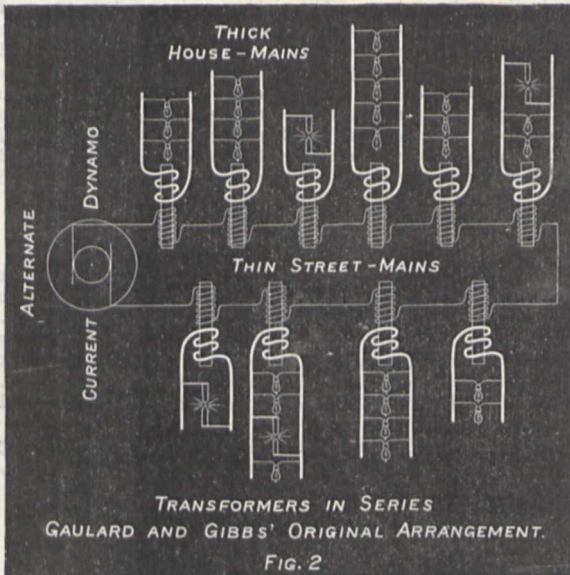 THICK
HOUSE-MAINS
ALTERNATE
CURRENT DYNAMO
THIN STREET-MAINS
TRANSFORMERS IN SERIES
GAULARD AND GIBBS' ORIGINAL ARRANGEMENT.
FIG. 2